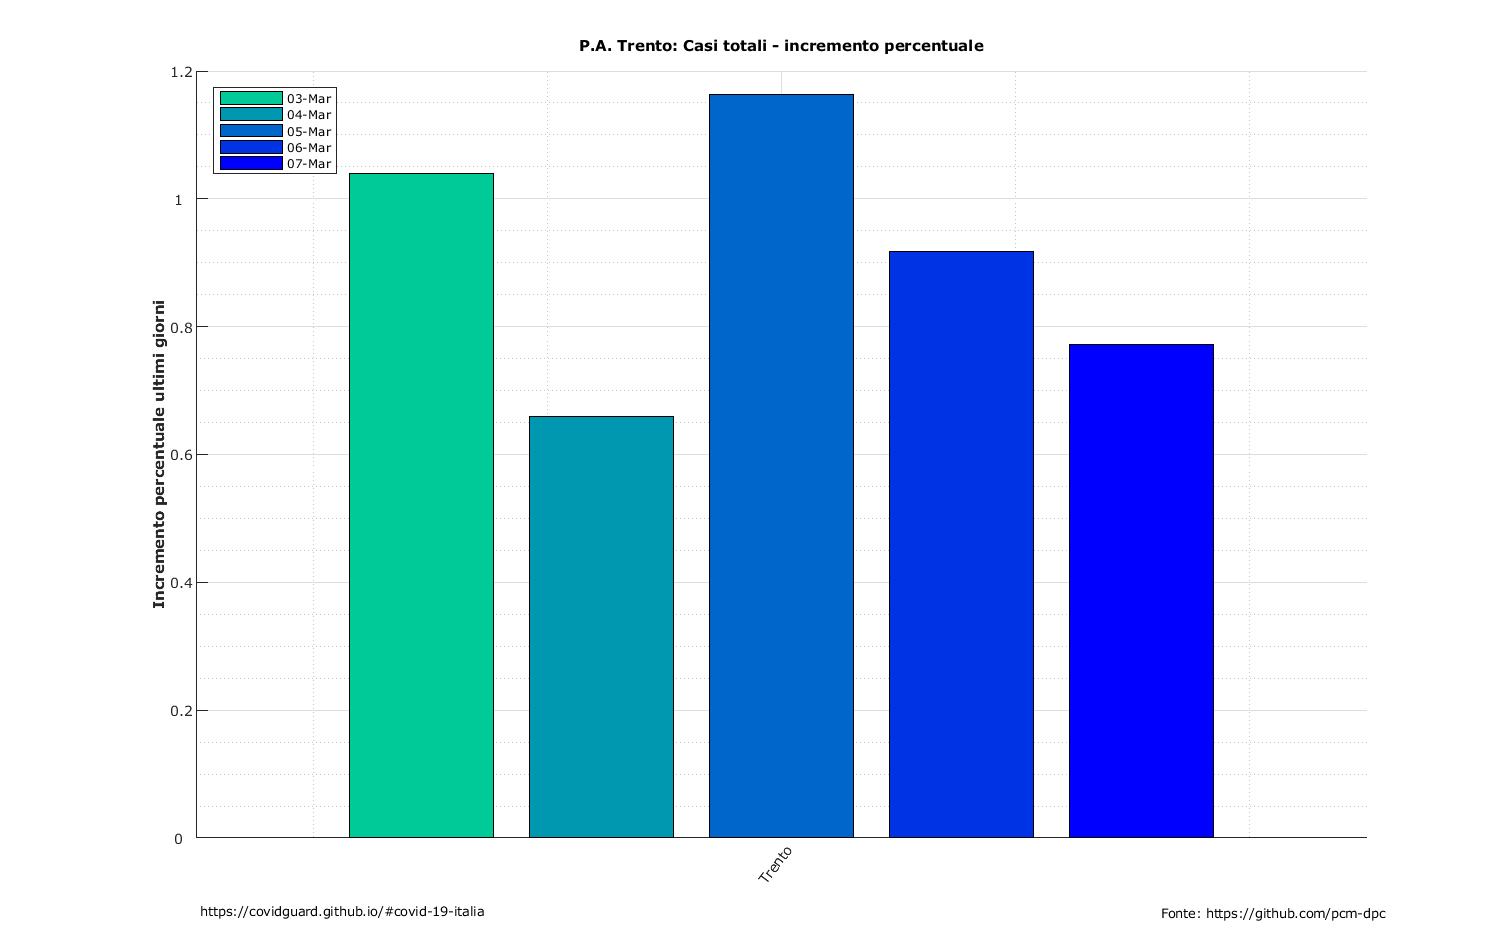 P.A. Trento: Casi totali - incremento percentuale
03-Mar
04-Mar
05-Mar
06-Mar
07-Mar
1.2
1
0.8
0.6
0.4
0.2
0
Incremento percentuale ultimi giorni
Trento
https://covidguard.github.io/#covid-19-italia
Fonte: https://github.com/pcm-dpc